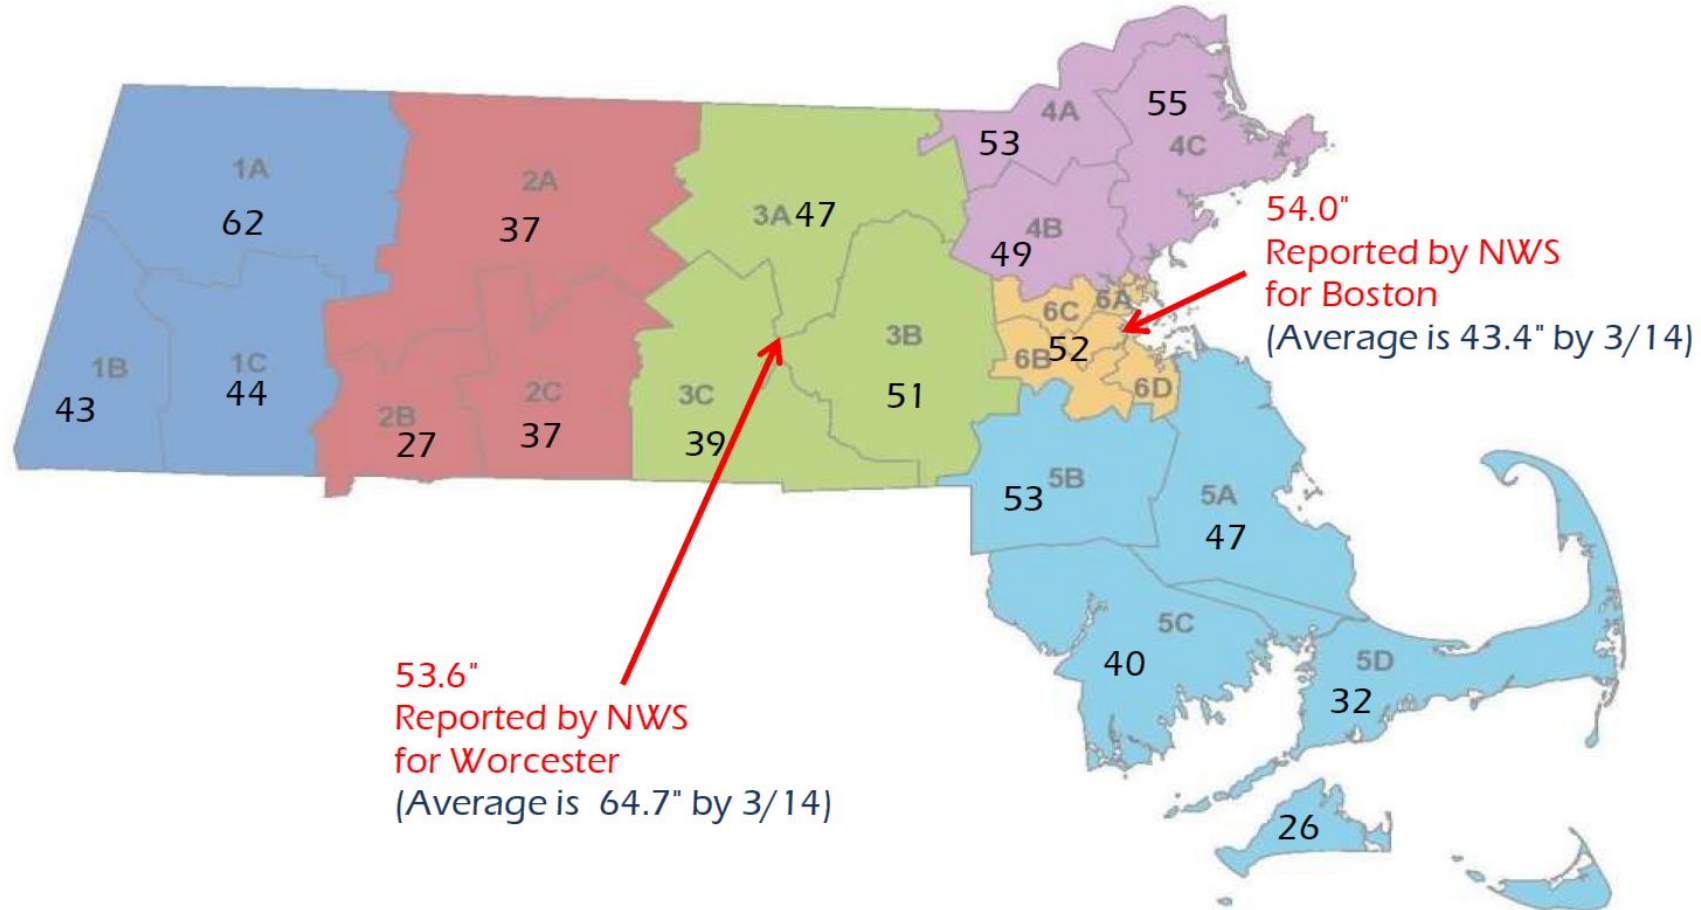 1A
62
1B
43
1C
44
2A
37
2B
27
2C
37
3A 47
3B
51
3C
39
4A
53
4B
49
4C
55
6C
6A
6B
52
6D
54.0"
Reported by NWS
for Boston
(Average is 43.4" by 3/14)
5B
53
5A
47
5C
40
5D
32
26
53.6"
Reported by NWS
for Worcester
(Average is 64.7" by 3/14)